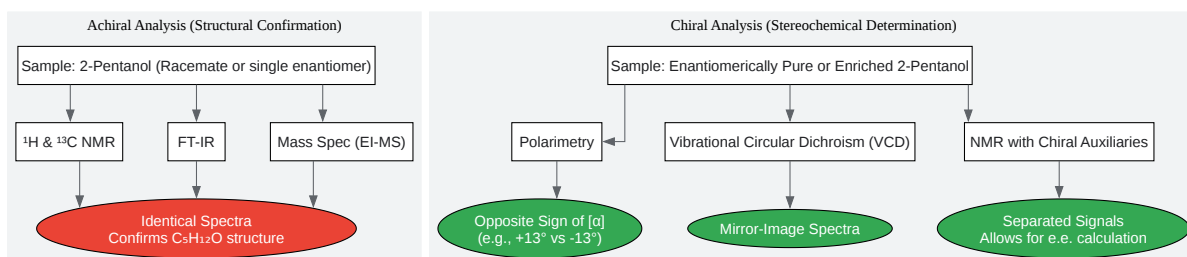 Achiral Analysis (Structural Confirmation)
Sample: 2-Pentanol (Racemate or single enantiomer)
¹H & ¹³C NMR
FT-IR
Mass Spec (EI-MS)
Identical Spectra
Confirms C₅H₁₂O structure
Chiral Analysis (Stereochemical Determination)
Sample: Enantiomerically Pure or Enriched 2-Pentanol
Polarimetry
Vibrational Circular Dichroism (VCD)
NMR with Chiral Auxiliaries
Opposite Sign of [α]
(e.g., +13° vs -13°)
Mirror-Image Spectra
Separated Signals
Allows for e.e. calculation